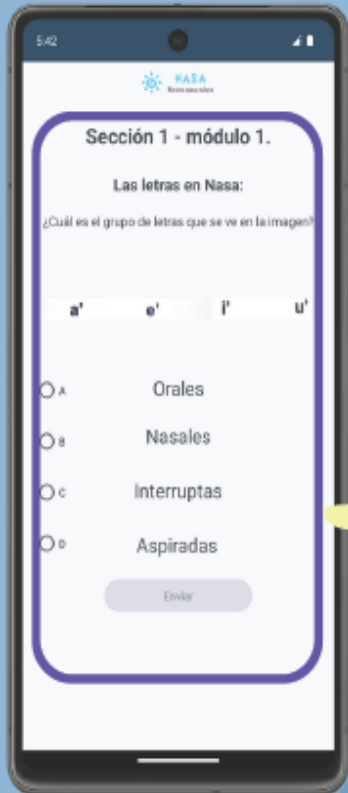 5:42
NASA
Sección 1 - módulo 1.
Las letras en Nasa:
¿Cuál es el grupo de letras que se ve en la imagen?
a' e' i' u'
A Orales
B Nasales
C Interruptas
D Aspiradas
Enviar